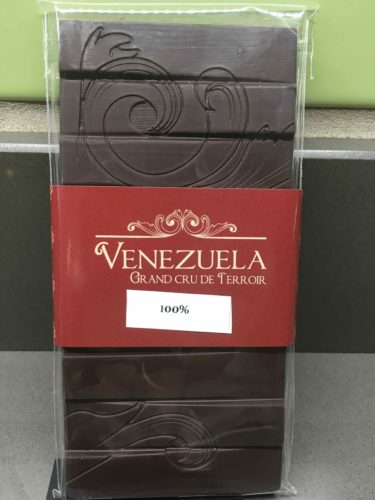 VENEZUELA
GRAND CRU DE TERROIR
100%